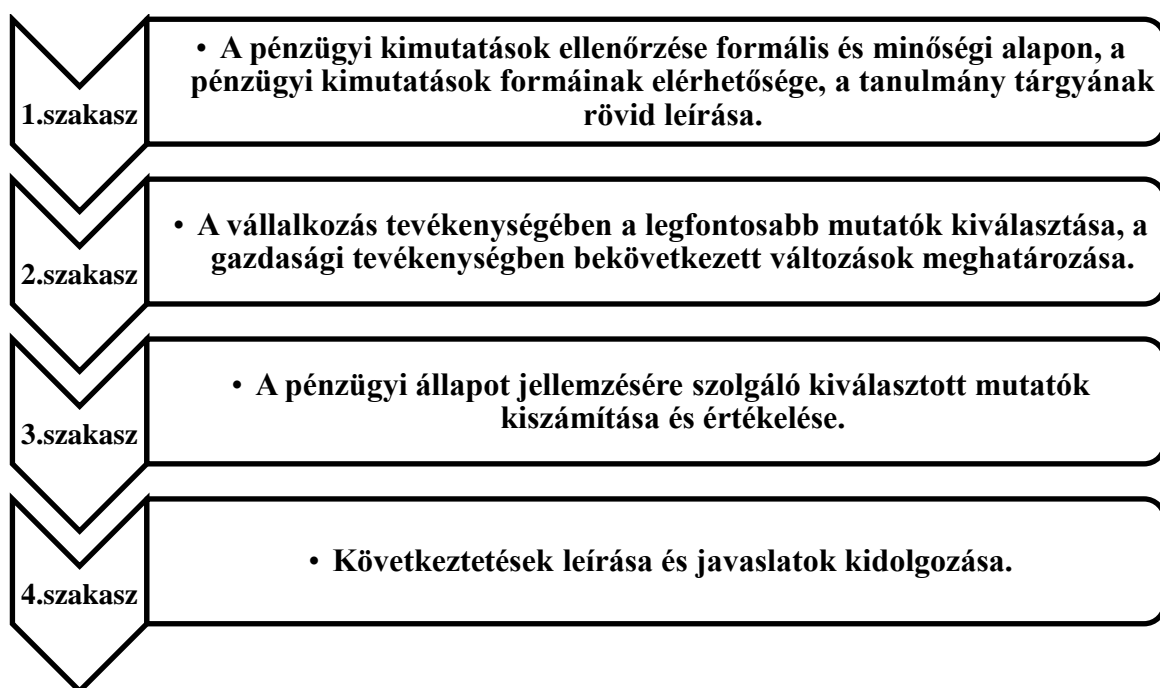 1.szakasz
• A pénzügyi kimutatások ellenőrzése formális és minőségi alapon, a
pénzügyi kimutatások formáinak elérhetősége, a tanulmány tárgyának
rövid leírása.
2.szakasz
• A vállalkozás tevékenységében a legfontosabb mutatók kiválasztása, a
gazdasági tevékenységben bekövetkezett változások meghatározása.
3.szakasz
• A pénzügyi állapot jellemzésére szolgáló kiválasztott mutatók
kiszámítása és értékelése.
4.szakasz
• Következtetések leírása és javaslatok kidolgozása.